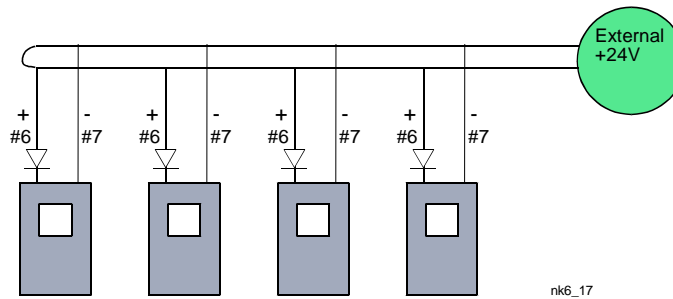 External
+24V
+ - + - + - + -
#6 #7 #6 #7 #6 #7 #6 #7
nk6_17